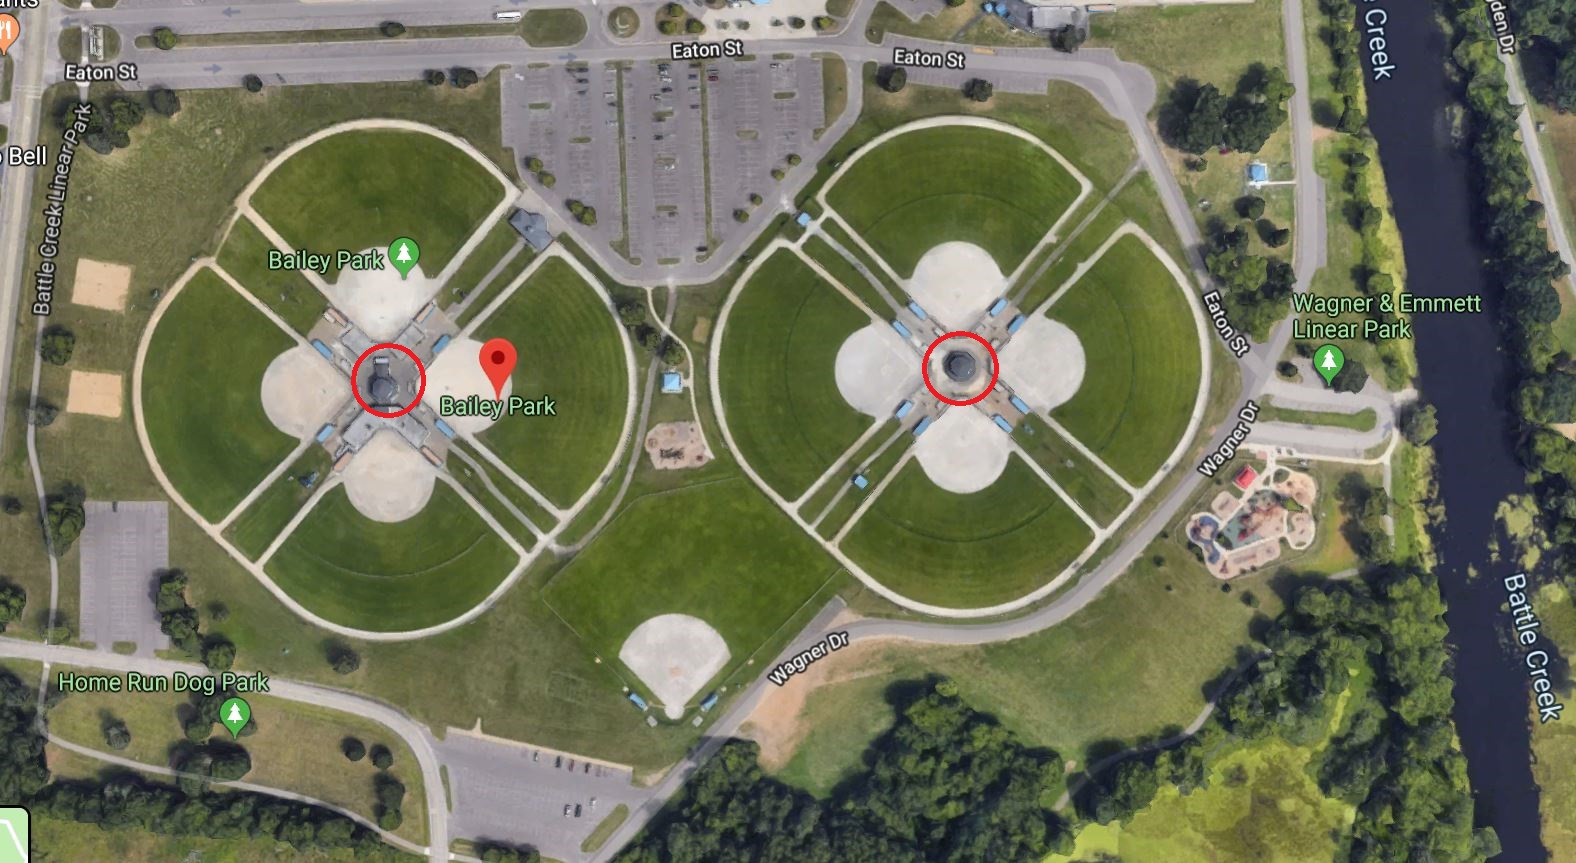 Eaton St
Eaton St
Eaton St
Battle Creek Linear Park
Bell
Bailey Park
Bailey Park
Eaton St
Wagner & Emmett
Linear Park
Wagner Dr
Wagner Dr
Home Run Dog Park
Creek
Battle Creek